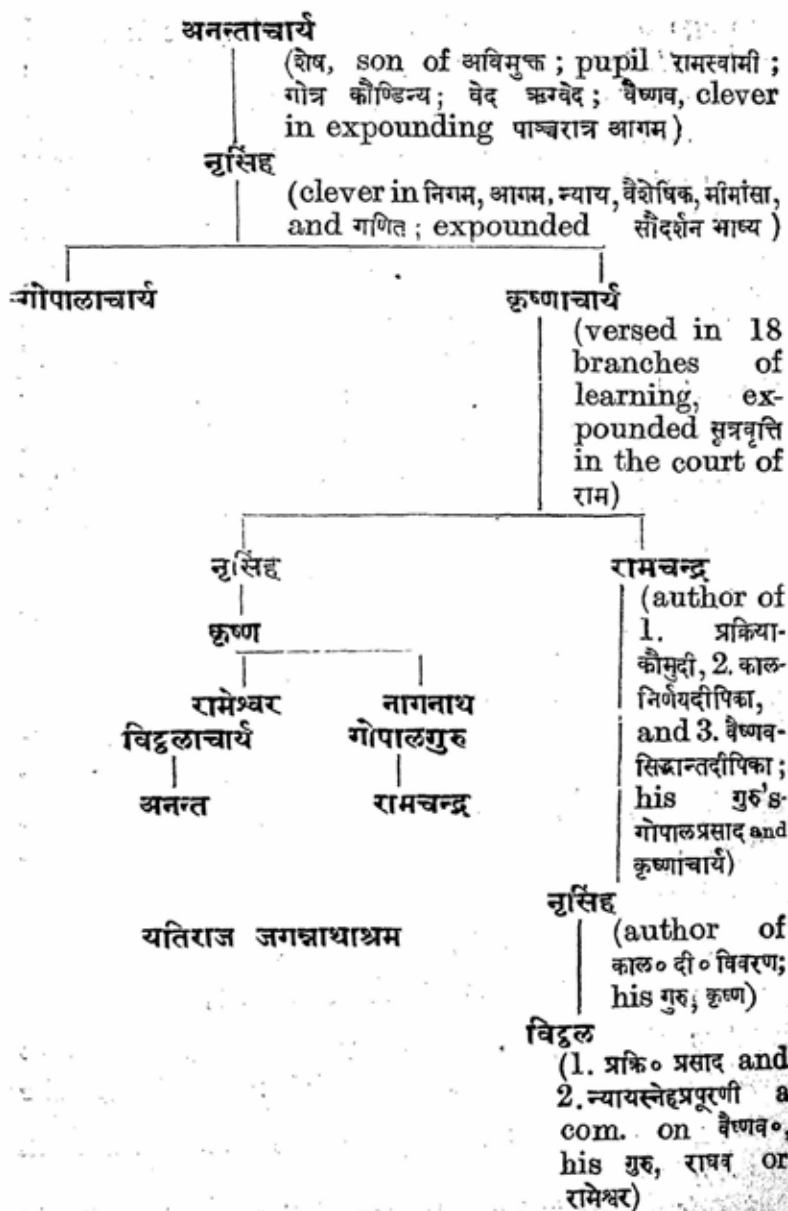 अनन्ताचार्य
(शेष, son of अविमुक्त ; pupil रामस्वामी ;
गोत्र कौण्डिन्य; वेद ऋग्वेद ; वैष्णव, clever
in expounding पाञ्चरात्र आगम)
नृसिंह
(clever in निगम, आगम, न्याय, वैशेषिक, मीमांसा,
and गणित ; expounded सौदर्शन भाष्य )
गोपालाचार्य कृष्णाचार्य
(versed in 18
branches of
learning, ex-
pounded सूत्रवृत्ति
in the court of
राम)
नृसिंह रामचन्द्र
(author of
1. प्रक्रिया-
कृष्ण
कौमुदी, 2. काल-
रामेश्वर नागनाथ
निर्णयदीपिका,
विट्ठलाचार्य गोपालगुरु
and 3. वैष्णव-
सिद्धान्तदीपिका ;
अनन्त रामचन्द्र
his गुरु's-
गोपालप्रसाद and
कृष्णांचार्य)
नृसिंह
यतिराज जगन्नाथाश्रम
(author of
काल० दी० विवरण;
his गुरु, कृष्ण)
विट्ठल
(1. प्रक्रि० प्रसाद and
2. न्यायस्नेहप्रपूरणी a
com. on वैष्णव०,
his गुरु, राघव or
रामेश्वर)